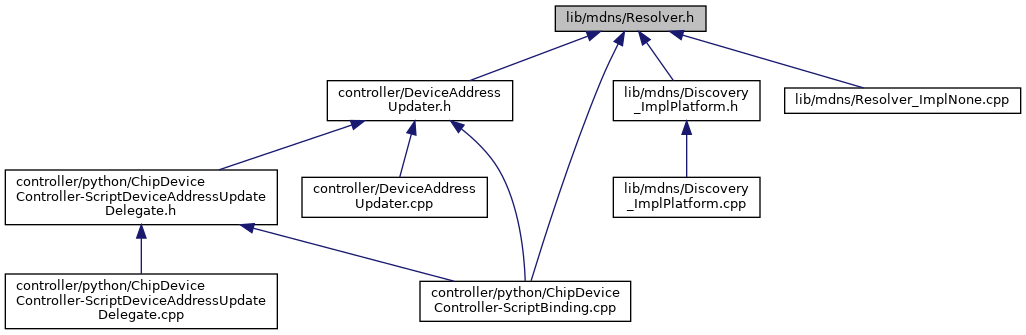 lib/mdns/Resolver.h
controller/DeviceAddress
Updater.h
lib/mdns/Discovery
_ImplPlatform.h
lib/mdns/Resolver_ImplNone.cpp
controller/python/ChipDevice
Controller-ScriptDeviceAddressUpdate
Delegate.h
controller/DeviceAddress
Updater.cpp
lib/mdns/Discovery
_ImplPlatform.cpp
controller/python/ChipDevice
Controller-ScriptDeviceAddressUpdate
Delegate.cpp
controller/python/ChipDevice
Controller-ScriptBinding.cpp